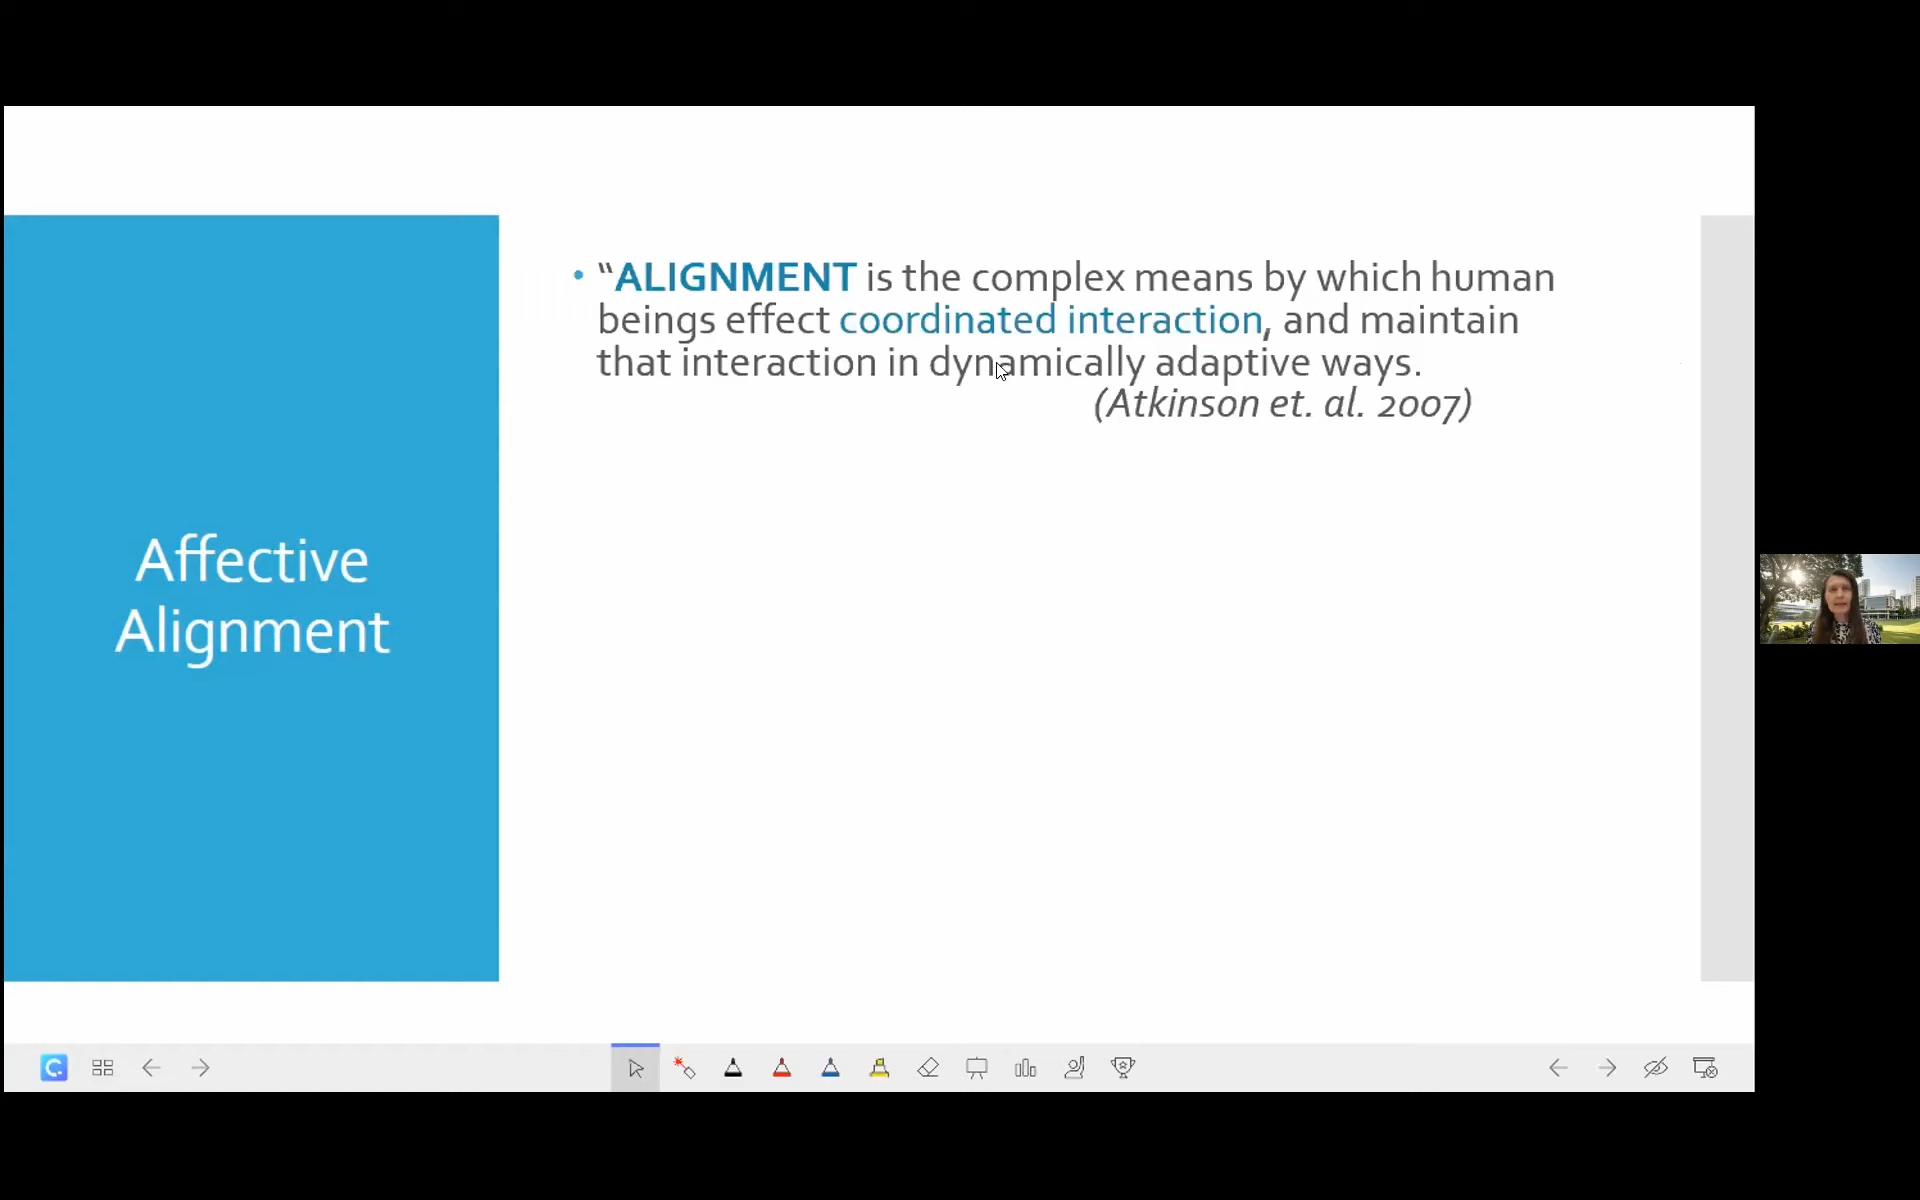 Affective
Alignment
• “ALIGNMENT is the complex means by which human
beings effect coordinated interaction, and maintain
that interaction in dynamically adaptive ways.
(Atkinson et. al. 2007)